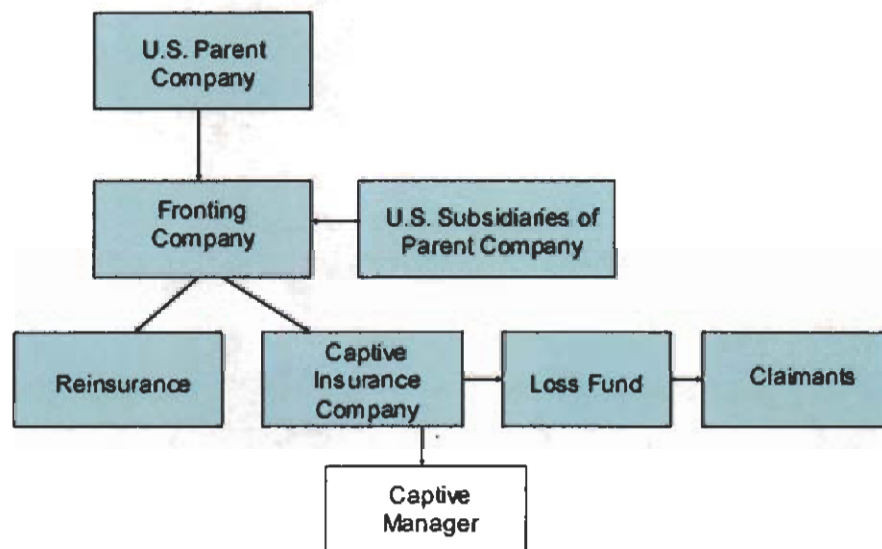 U.S. Parent
Company
Fronting
Company
U.S. Subsidiaries of
Parent Company
Reinsurance
Captive
Insurance
Company
Loss Fund
Claimants
Captive
Manager